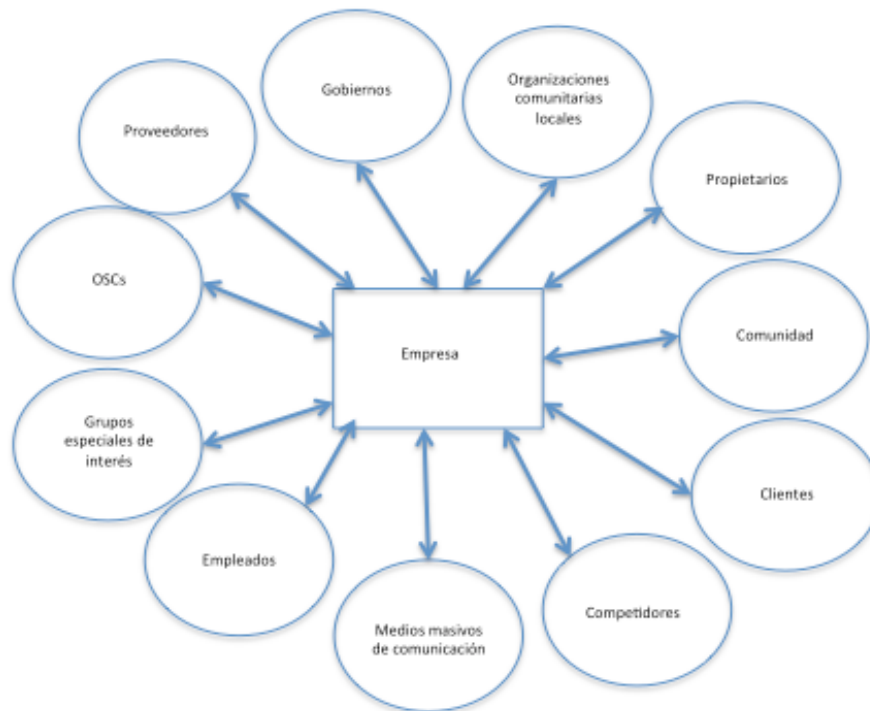 Gobiernos
Organizaciones
comunitarias
locales
Proveedores
Propietarios
OSCs
Comunidad
Empresa
Grupos
especiales de
interés
Clientes
Empleados
Competidores
Medios masivos
de comunicación